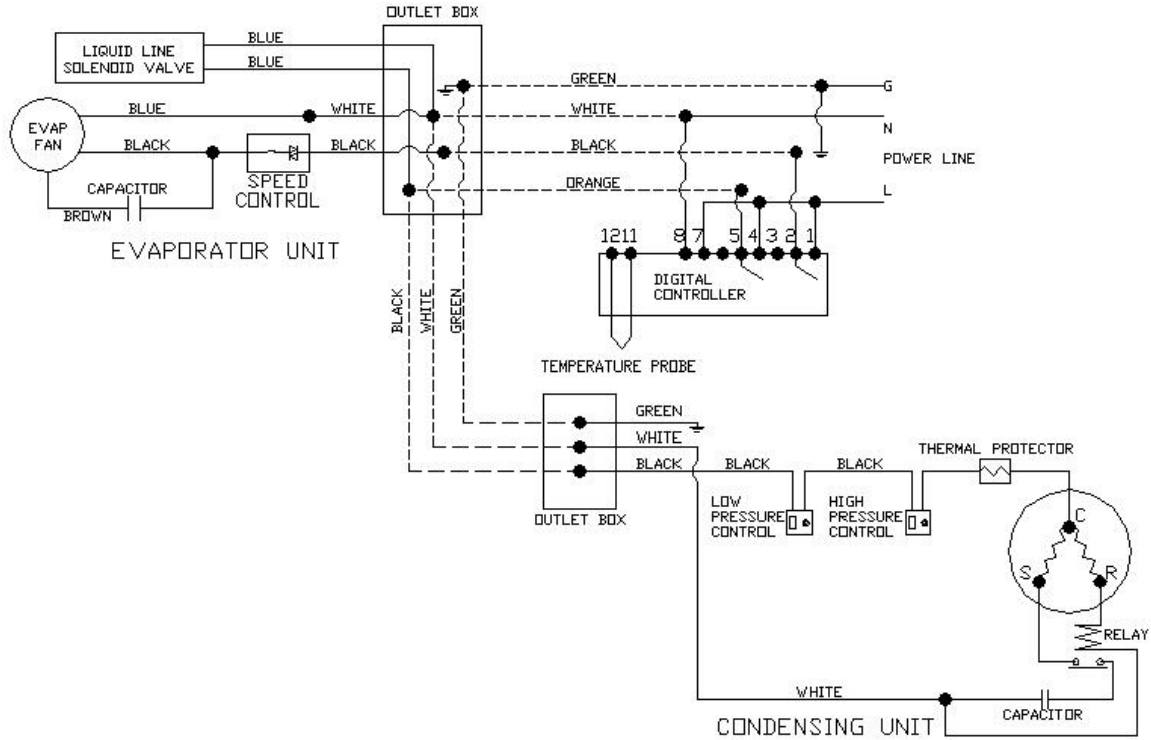 OUTLET BOX
BLUE
LIQUID LINE
SOLENOID VALVE
BLUE
GREEN
G
BLUE
WHITE
WHITE
N
EVAP
FAN
BLACK
BLACK
BLACK
POWER LINE
SPEED
CONTROL
CAPACITOR
ORANGE
L
BROWN
EVAPORATOR UNIT
12 11 8 7 5 4 3 2 1
DIGITAL
CONTROLLER
BLACK
WHITE
GREEN
TEMPERATURE PROBE
GREEN
WHITE
BLACK
BLACK
BLACK
THERMAL PROTECTOR
OUTLET BOX
LOW
PRESSURE
CONTROL
HIGH
PRESSURE
CONTROL
C
S
R
RELAY
WHITE
CAPACITOR
CONDENSING UNIT